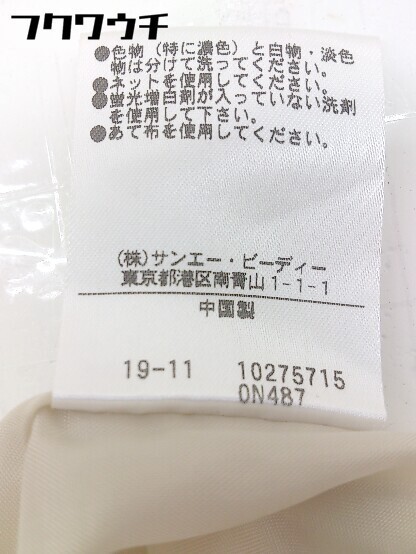 フクワウチ
●色物（特に濃色）と白物・淡色
物は分けて洗ってください。
●ネットを使用してください。
●蛍光増白剤が入っていない洗剤
を使用して下さい。
●あて布を使用してください。
(株)サンエー・ビーディー
東京都港区南青山1-1-1
中国製
19-11 10275715
0N487